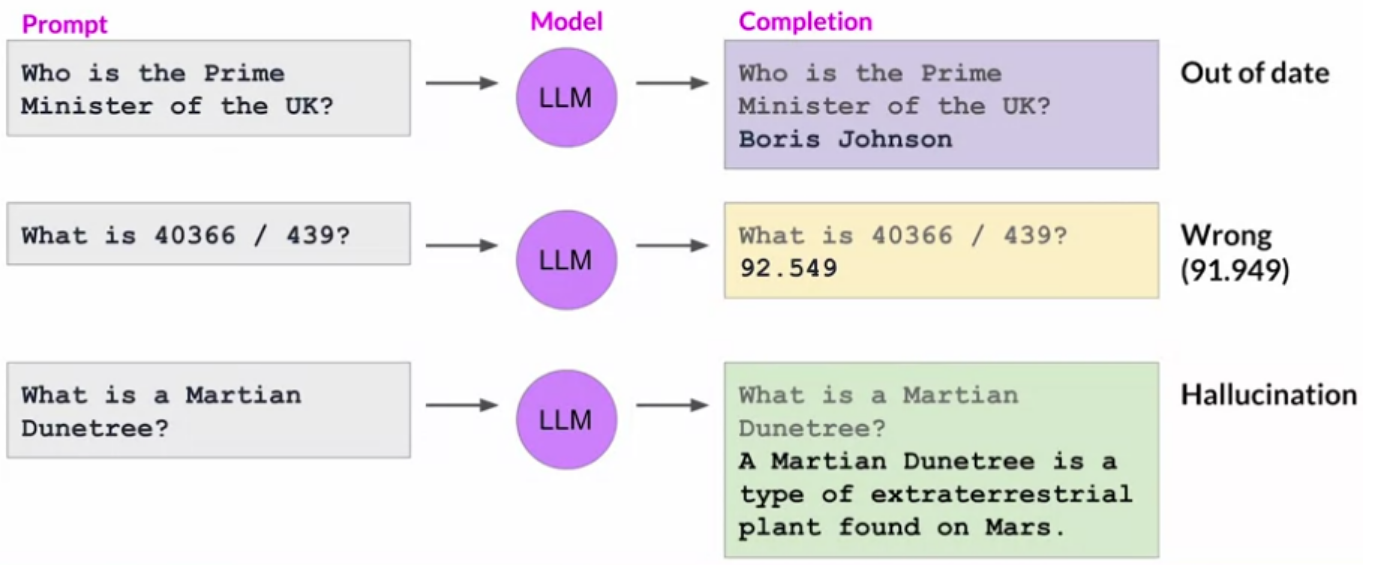 Prompt
Model
Completion
Who is the Prime
Minister of the UK?
LLM
Who is the Prime
Minister of the UK?
Boris Johnson
Out of date
What is 40366 / 439?
LLM
What is 40366 / 439?
92.549
Wrong
(91.949)
What is a Martian
Dunetree?
LLM
What is a Martian
Dunetree?
A Martian Dunetree is a
type of extraterrestrial
plant found on Mars.
Hallucination